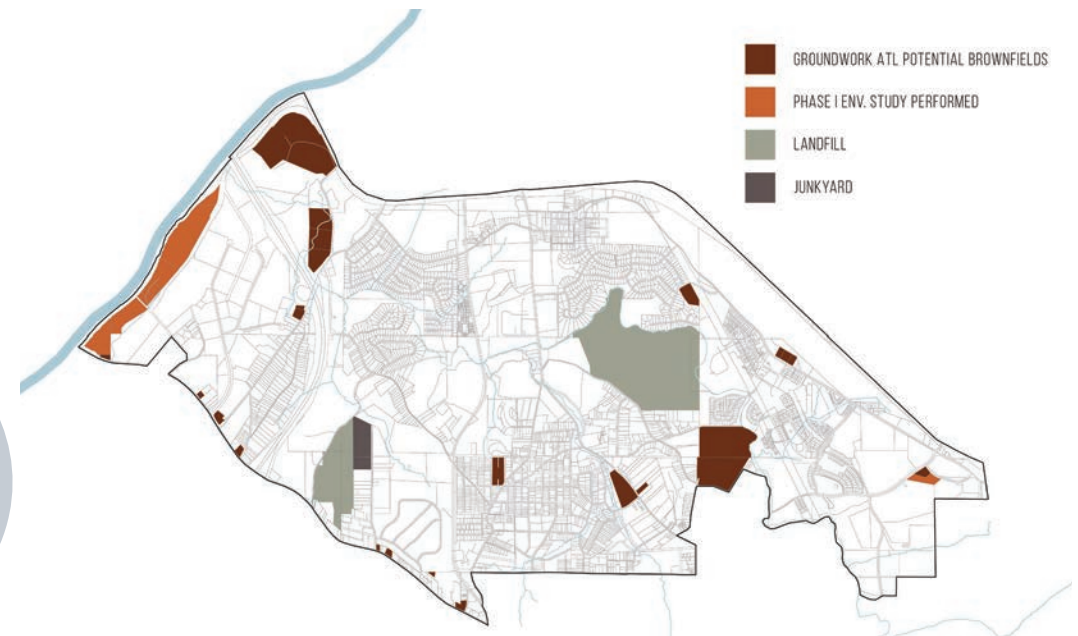 GROUNDWORK ATL POTENTIAL BROWNFIELDS
PHASE I ENV. STUDY PERFORMED
LANDFILL
JUNKYARD